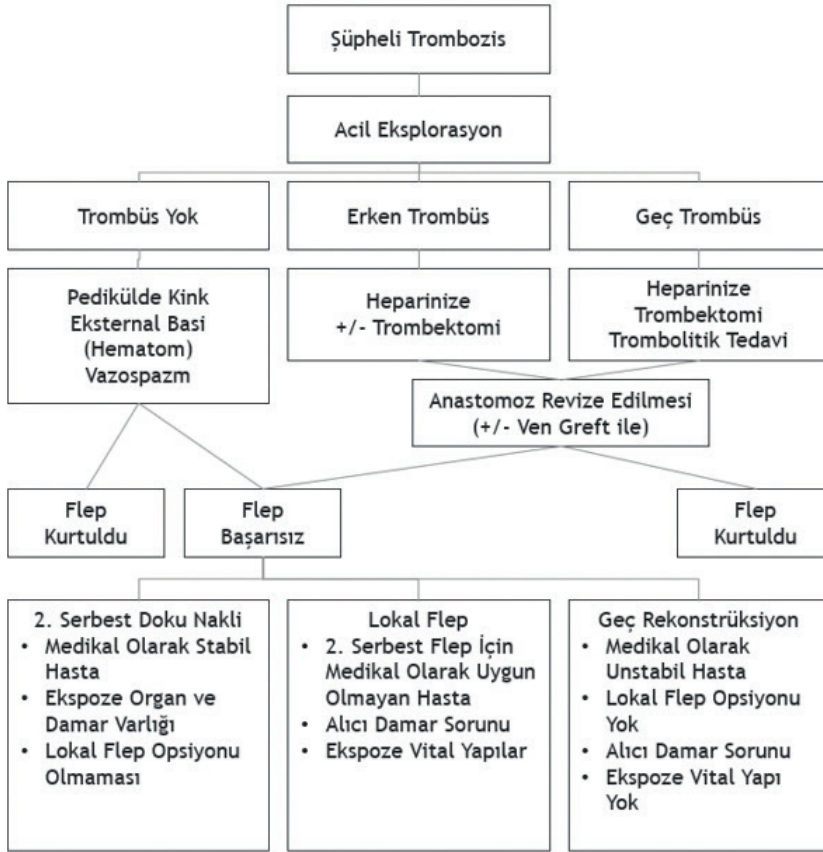 Şüpheli Trombozis
Acil Eksplorasyon
Trombüs Yok
Erken Trombüs
Geç Trombüs
Pedikülde Kink
Eksternal Basi
(Hematom)
Vazospazm
Heparinize
+/- Trombektomi
Heparinize
Trombektomi
Trombolitik Tedavi
Anastomoz Revize Edilmesi
(+/- Ven Greft ile)
Flep
Kurtuldu
Flep
Başarısız
Flep
Kurtuldu
2. Serbest Doku Nakli
• Medikal Olarak Stabil
Hasta
• Ekspoze Organ ve
Damar Varlığı
• Lokal Flep Opsiyonu
Olmaması
Lokal Flep
• 2. Serbest Flep İçin
Medikal Olarak Uygun
Olmayan Hasta
• Alıcı Damar Sorunu
• Ekspoze Vital Yapılar
Geç Rekonstrüksiyon
• Medikal Olarak
Unstabil Hasta
• Lokal Flep Opsiyonu
Yok
• Alıcı Damar Sorunu
• Ekspoze Vital Yapı
Yok